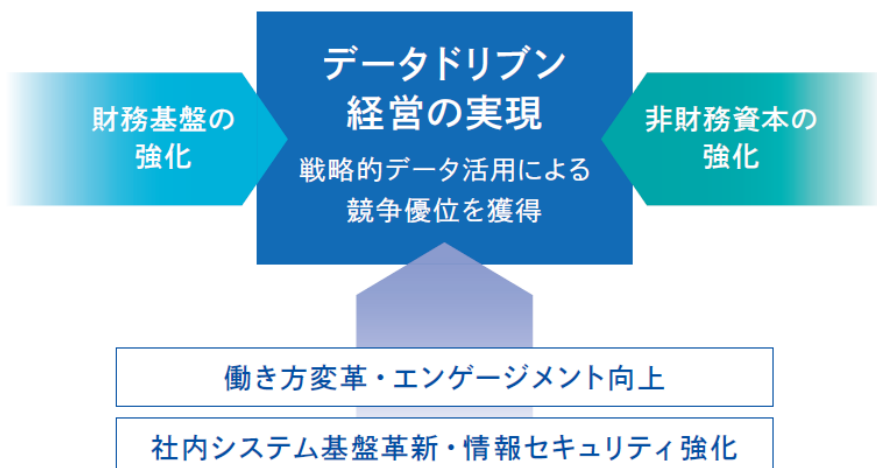 データドリブン
経営の実現
戦略的データ活用による
競争優位を獲得
財務基盤の
強化
非財務資本の
強化
働き方変革・エンゲージメント向上
社内システム基盤革新・情報セキュリティ強化